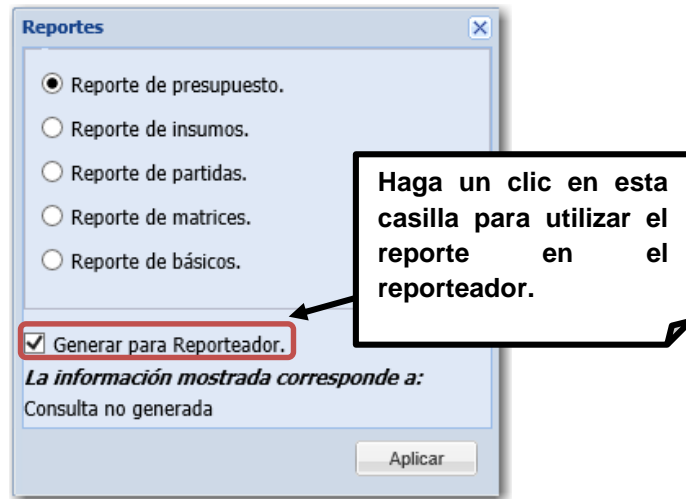 Reportes
Reporte de presupuesto.
Reporte de insumos.
Reporte de partidas.
Reporte de matrices.
Reporte de básicos.
Haga un clic en esta
casilla para utilizar el
reporte en el
reporteador.
Generar para Reporteador.
La información mostrada corresponde a:
Consulta no generada
Aplicar